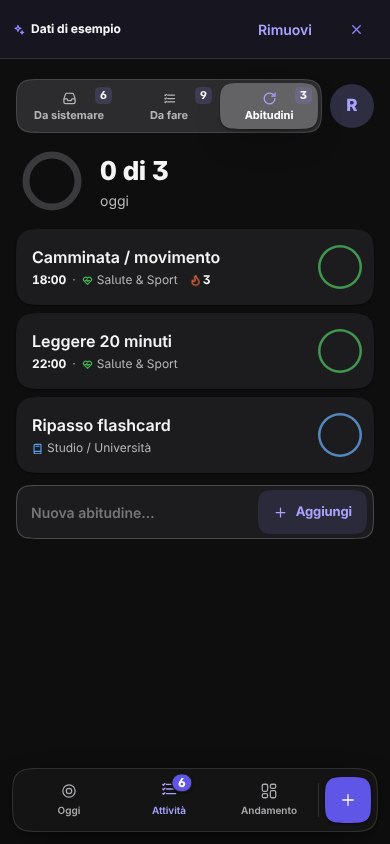 Dati di esempio
Rimuovi
6
Da sistemare
9
Da fare
3
Abitudini
R
0 di 3
oggi
Camminata / movimento
18:00 · Salute & Sport 3
Leggere 20 minuti
22:00 · Salute & Sport
Ripasso flashcard
Studio / Università
Nuova abitudine...
+ Aggiungi
Oggi
6
Attività
Andamento
+